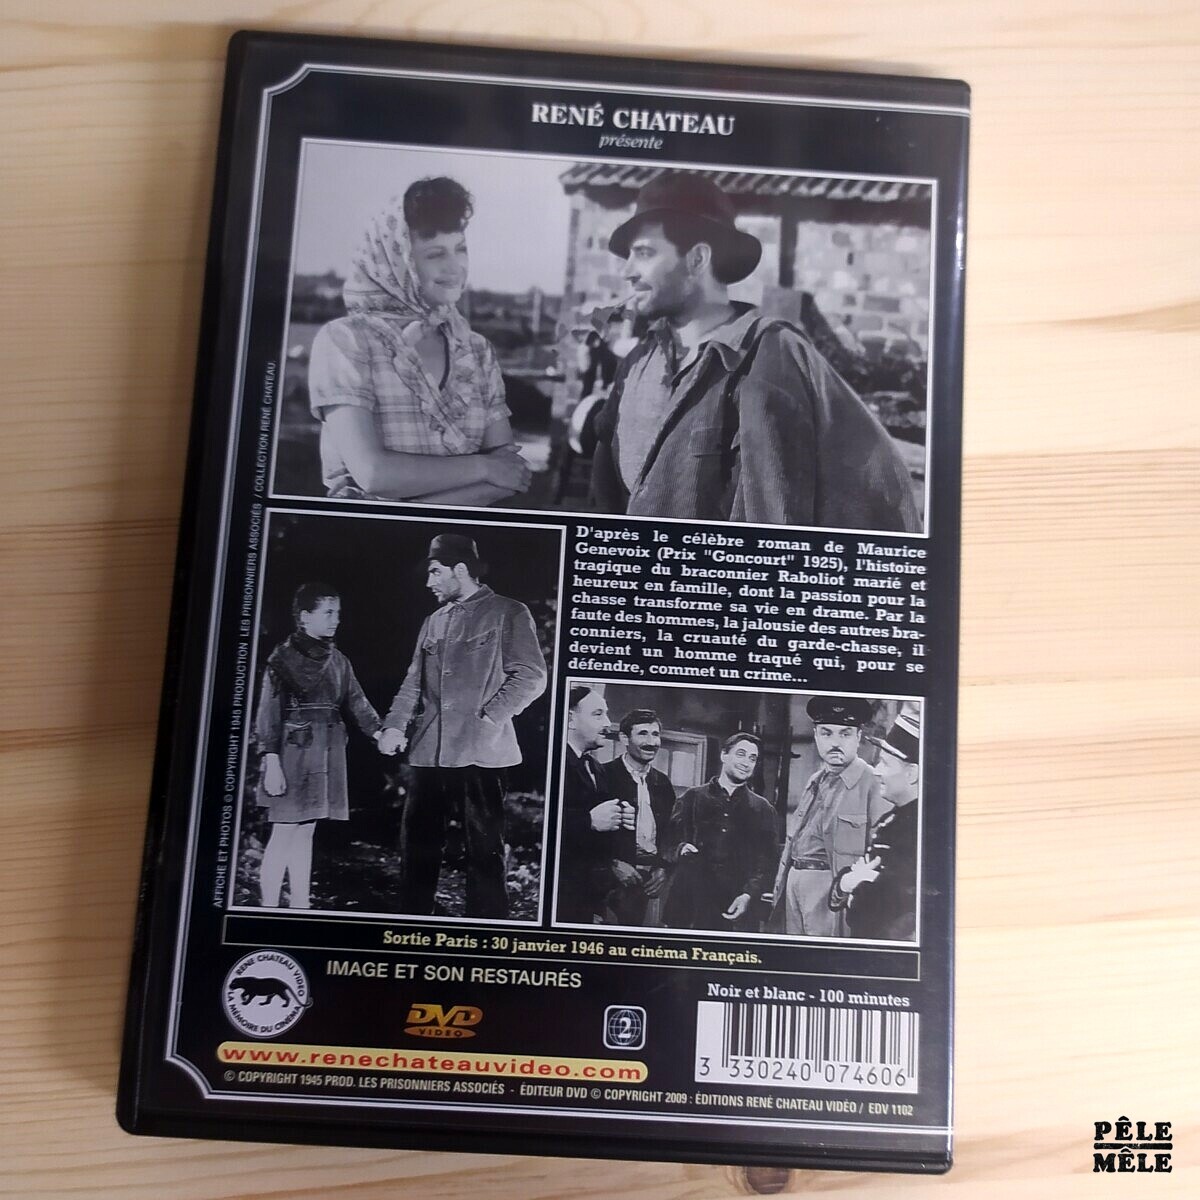 RENÉ CHATEAU
présente
AFFICHE ET PHOTOS © COPYRIGHT 1945 PRODUCTION LES PRISONNIERS ASSOCIÉS / COLLECTION RENÉ CHATEAU
D'après le célèbre roman de Maurice
Genevoix (Prix "Goncourt" 1925), l'histoire
tragique du braconnier Raboliot marié et
heureux en famille, dont la passion pour la
chasse transforme sa vie en drame. Par la
faute des hommes, la jalousie des autres bra-
conniers, la cruauté du garde-chasse, il
devient un homme traqué qui, pour se
défendre, commet un crime...
Sortie Paris : 30 janvier 1946 au cinéma Français.
RENE CHATEAU VIDEO
LA MÉMOIRE DU CINÉMA
IMAGE ET SON RESTAURÉS
DVD
VIDEO
2
Noir et blanc - 100 minutes
3 330240 074606
www.renechateauvideo.com
© COPYRIGHT 1945 PROD. LES PRISONNIERS ASSOCIÉS - ÉDITEUR DVD © COPYRIGHT 2009 : ÉDITIONS RENÉ CHATEAU VIDÉO / EDV 1102
PÊLE
MÊLE